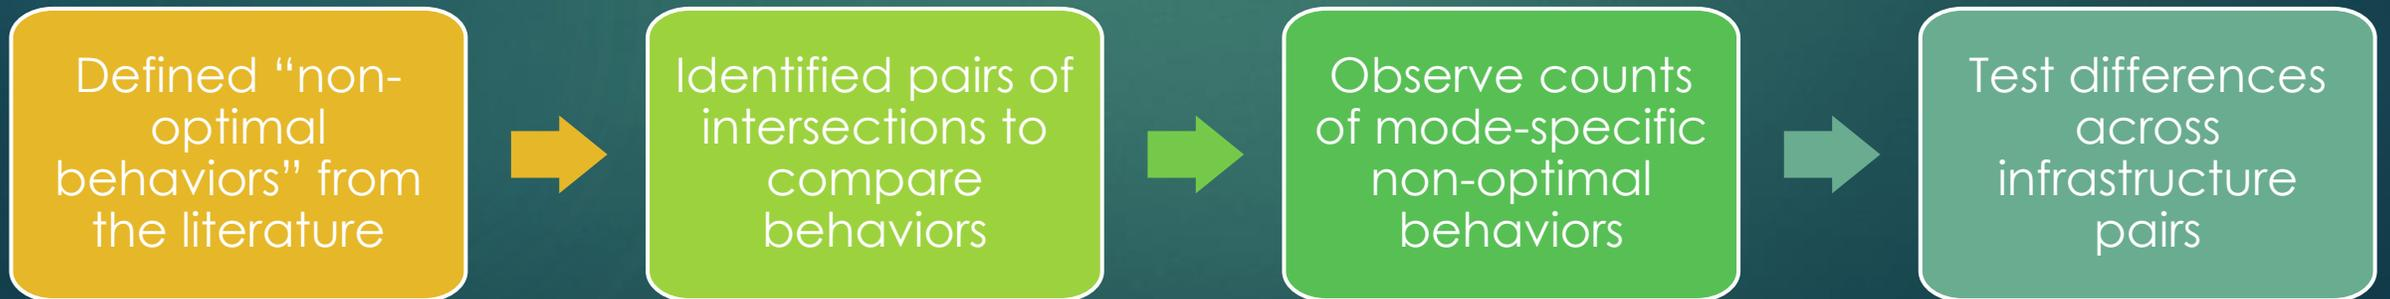 Defined “non-
optimal
behaviors” from
the literature
Identified pairs of
intersections to
compare
behaviors
Observe counts
of mode-specific
non-optimal
behaviors
Test differences
across
infrastructure
pairs